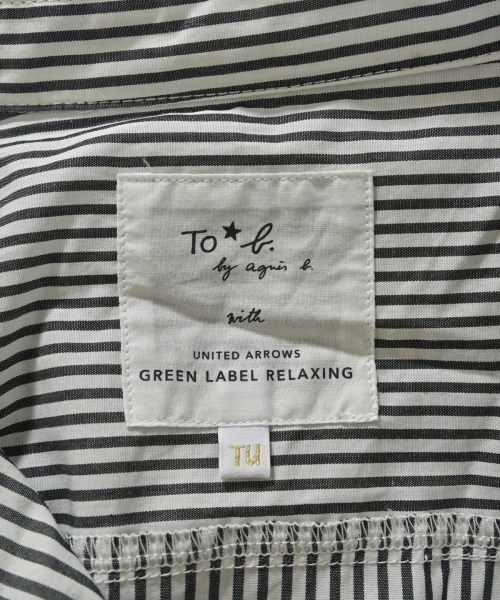 To★b.
by agnès b.
with
UNITED ARROWS
GREEN LABEL RELAXING
TU